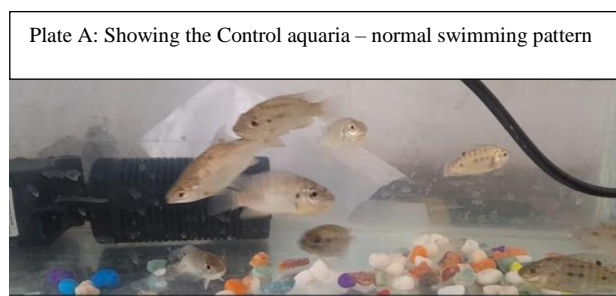 Plate A: Showing the Control aquaria – normal swimming pattern